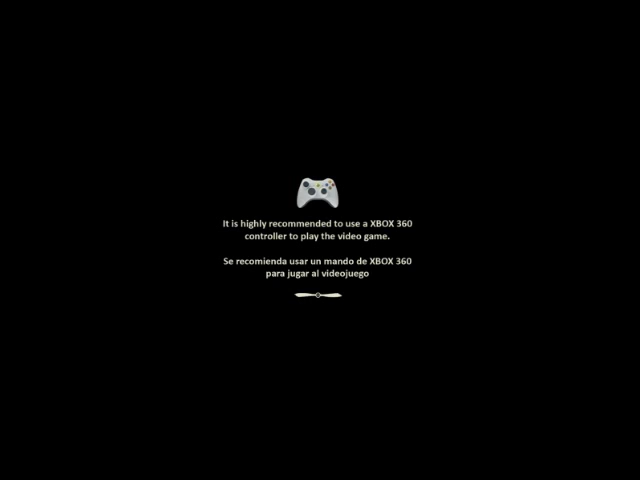 It is highly recommended to use a XBOX 360
controller to play the video game.
Se recomienda usar un mando de XBOX 360
para jugar al videojuego